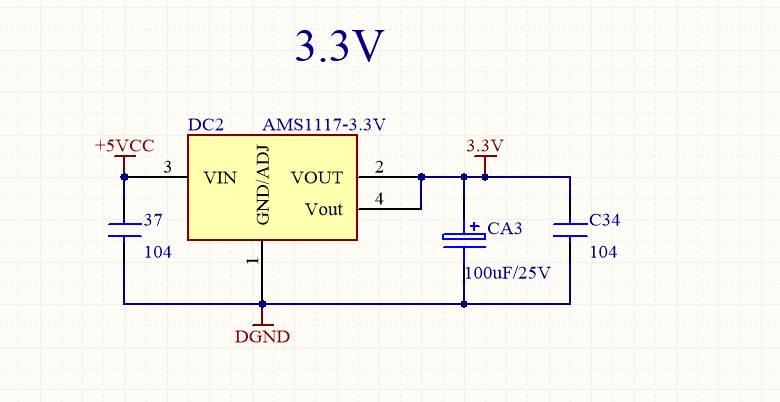 3.3V
DC2 AMS1117-3.3V
+5VCC
3.3V
3
VIN
GND/ADJ
VOUT
2
Vout
4
37
104
1
CA3
100uF/25V
C34
104
DGND